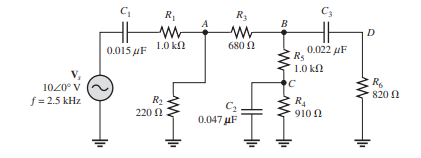 C1 R1 A R3 B C3 D
0.015 μF 1.0 kΩ 680 Ω 0.022 μF
R5
1.0 kΩ
Vs
10∠0° V
f = 2.5 kHz
C
R6
820 Ω
R2
220 Ω
C2
0.047 μF
R4
910 Ω